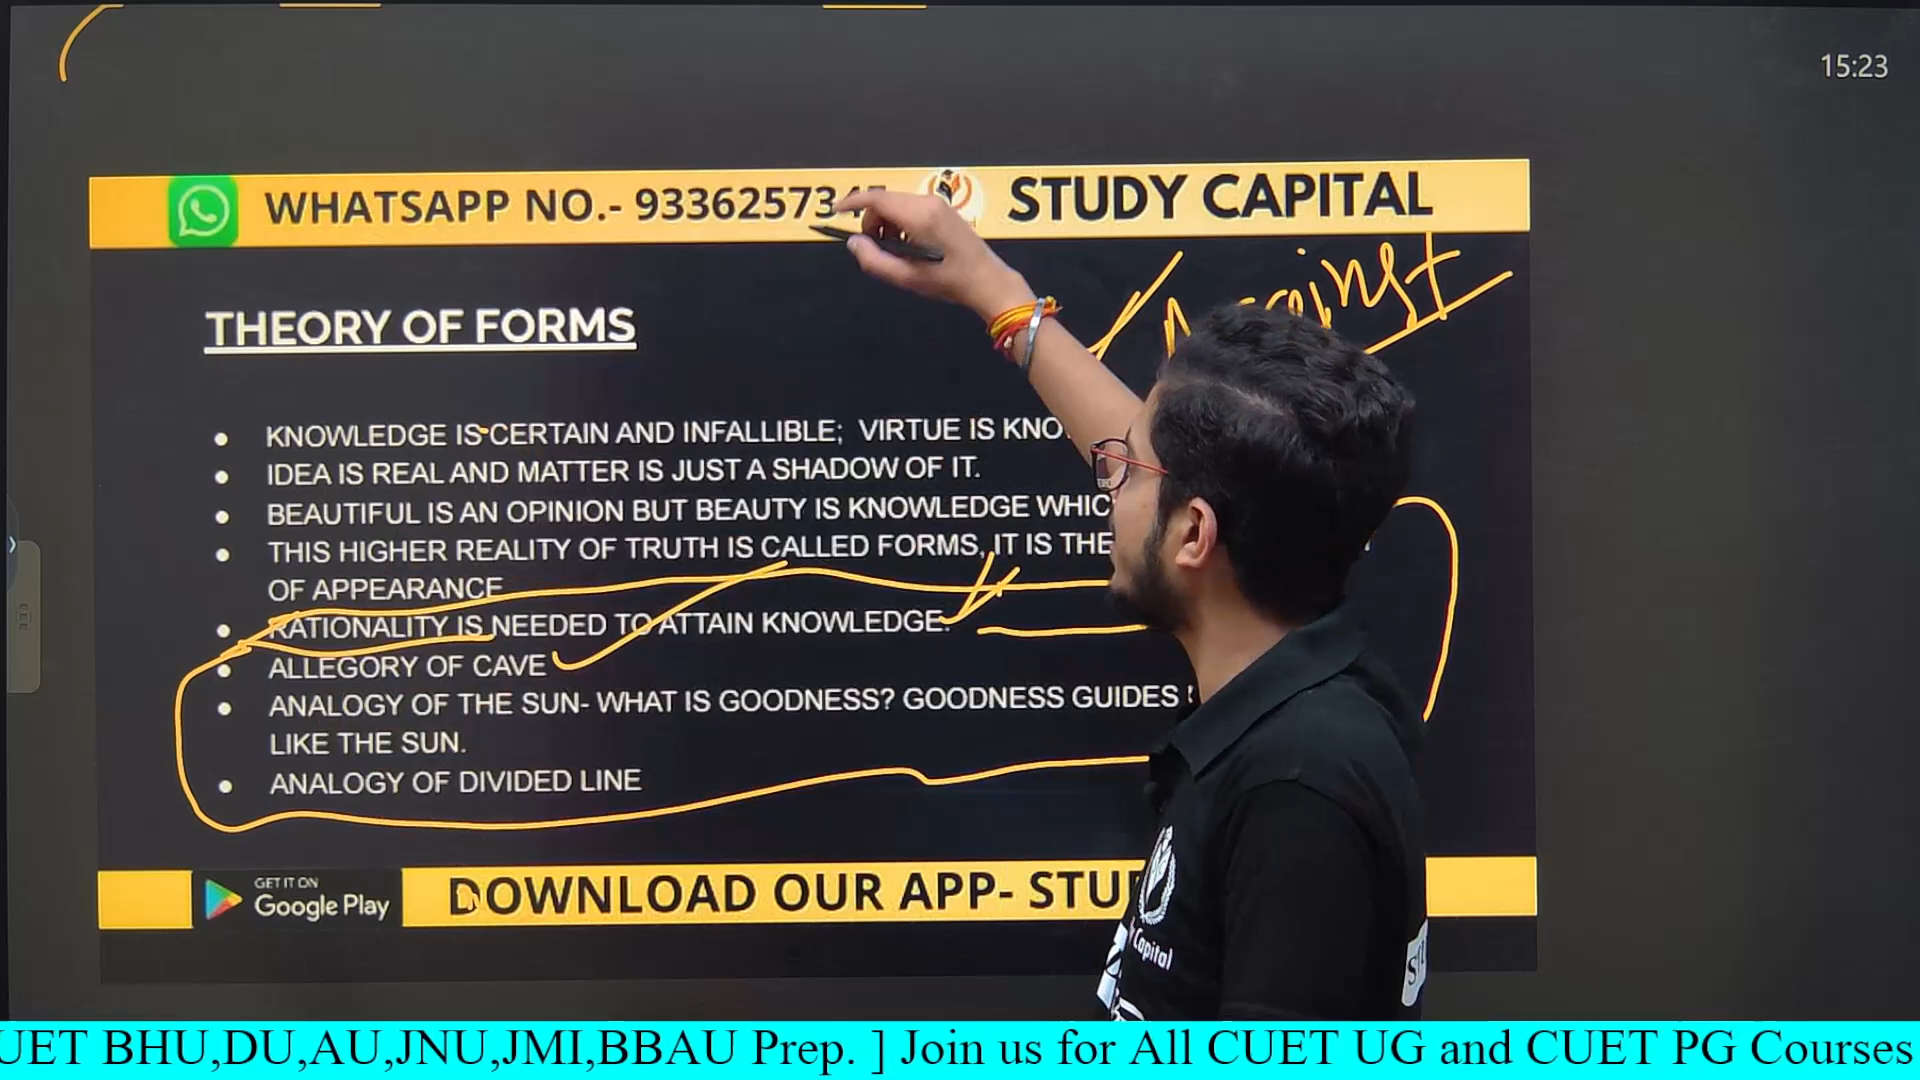 15:23
WHATSAPP NO.- 933625734 STUDY CAPITAL
Against
THEORY OF FORMS
KNOWLEDGE IS CERTAIN AND INFALLIBLE; VIRTUE IS
IDEA IS REAL AND MATTER IS JUST A SHADOW OF IT.
BEAUTIFUL IS AN OPINION BUT BEAUTY IS KNOWLEDGE
THIS HIGHER REALITY OF TRUTH IS CALLED FORMS, IT IS THE
OF APPEARANCE
RATIONALITY IS NEEDED TO ATTAIN KNOWLEDGE.
ALLEGORY OF CAVE
ANALOGY OF THE SUN- WHAT IS GOODNESS? GOODNESS GUIDES
LIKE THE SUN.
ANALOGY OF DIVIDED LINE
GET IT ON
Google Play
DOWNLOAD OUR APP- STU
Capital
UET BHU,DU,AU,JNU,JMI,BBAU Prep. ] Join us for All CUET UG and CUET PG Courses